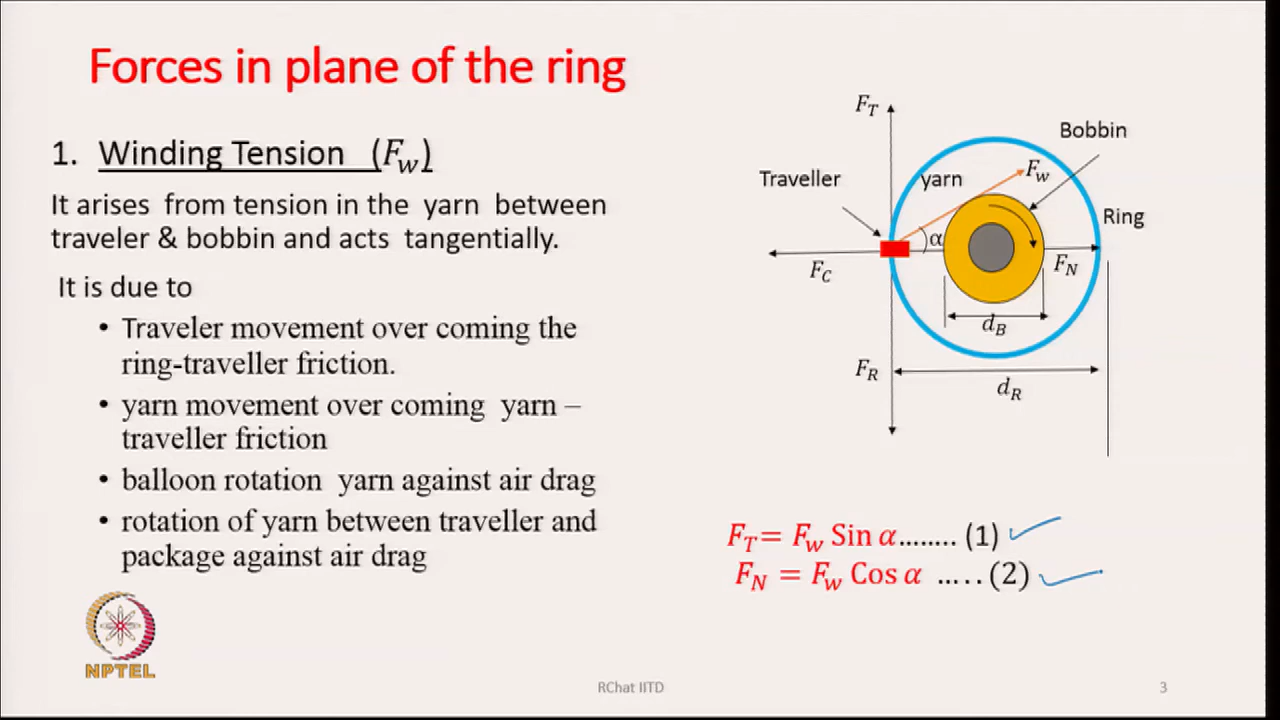 Forces in plane of the ring
1. Winding Tension (F_w)
It arises from tension in the yarn between
traveler & bobbin and acts tangentially.
It is due to
• Traveler movement over coming the
ring-traveller friction.
• yarn movement over coming yarn –
traveller friction
• balloon rotation yarn against air drag
• rotation of yarn between traveller and
package against air drag
F_T
Bobbin
Traveller
yarn
F_w
Ring
α
F_C
F_N
d_B
F_R
d_R
F_T = F_w Sin α…….. (1)
F_N = F_w Cos α ….. (2)
NPTEL
RChat IITD
3